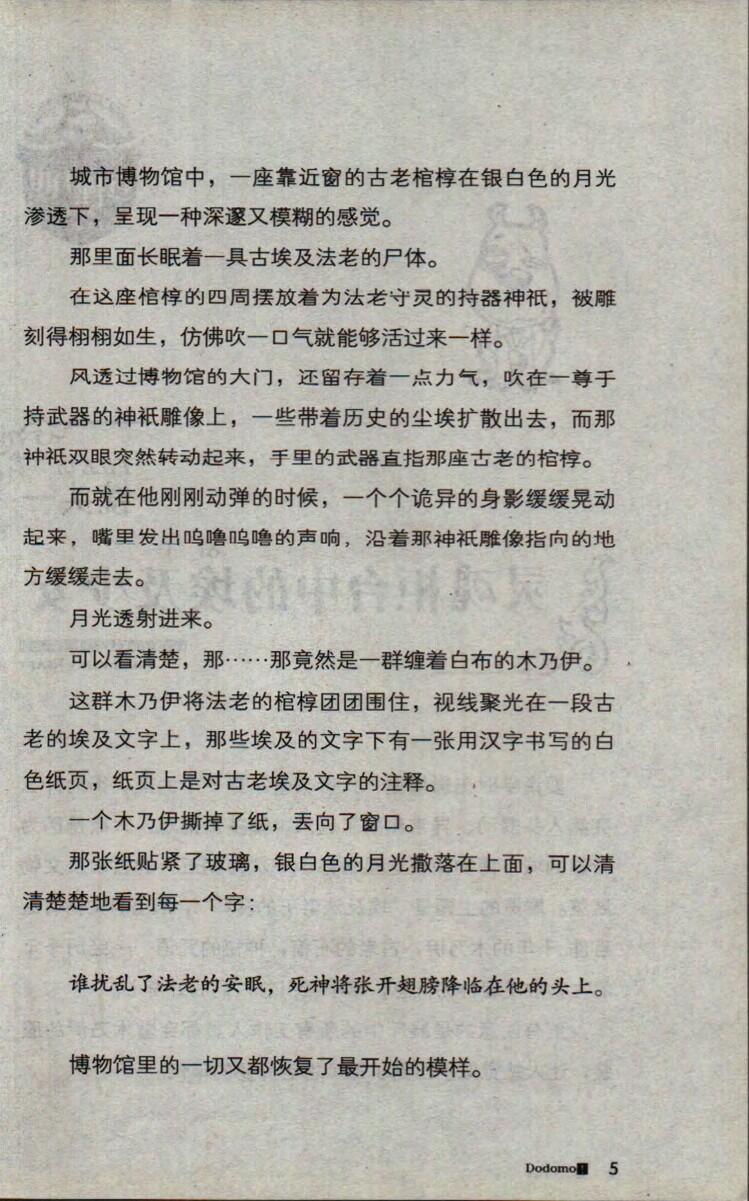 城市博物馆中，一座靠近窗的古老棺椁在银白色的月光
渗透下，呈现一种深邃又模糊的感觉。
那里面长眠着一具古埃及法老的尸体。
在这座棺椁的四周摆放着为法老守灵的持器神祇，被雕
刻得栩栩如生，仿佛吹一口气就能够活过来一样。
风透过博物馆的大门，还留存着一点力气，吹在一尊手
持武器的神祇雕像上，一些带着历史的尘埃扩散出去，而那
神祇双眼突然转动起来，手里的武器直指那座古老的棺椁。
而就在他刚刚动弹的时候，一个个诡异的身影缓缓晃动
起来，嘴里发出呜噜呜噜的声响，沿着那神祇雕像指向的地
方缓缓走去。
月光透射进来。
可以看清楚，那……那竟然是一群缠着白布的木乃伊。
这群木乃伊将法老的棺椁团团围住，视线聚光在一段古
老的埃及文字上，那些埃及的文字下有一张用汉字书写的白
色纸页，纸页上是对古老埃及文字的注释。
一个木乃伊撕掉了纸，丢向了窗口。
那张纸贴紧了玻璃，银白色的月光撒落在上面，可以清
清楚楚地看到每一个字：
谁扰乱了法老的安眠，死神将张开翅膀降临在他的头上。
博物馆里的一切又都恢复了最开始的模样。
Dodomo 5